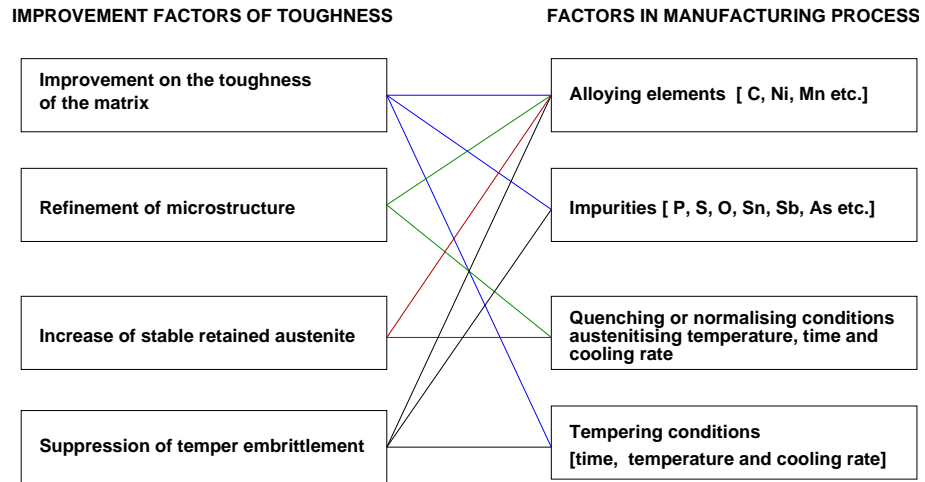 IMPROVEMENT FACTORS OF TOUGHNESS
FACTORS IN MANUFACTURING PROCESS
Improvement on the toughness
of the matrix
Alloying elements [ C, Ni, Mn etc.]
Refinement of microstructure
Impurities [ P, S, O, Sn, Sb, As etc.]
Increase of stable retained austenite
Quenching or normalising conditions
austenitising temperature, time and
cooling rate
Suppression of temper embrittlement
Tempering conditions
[time, temperature and cooling rate]